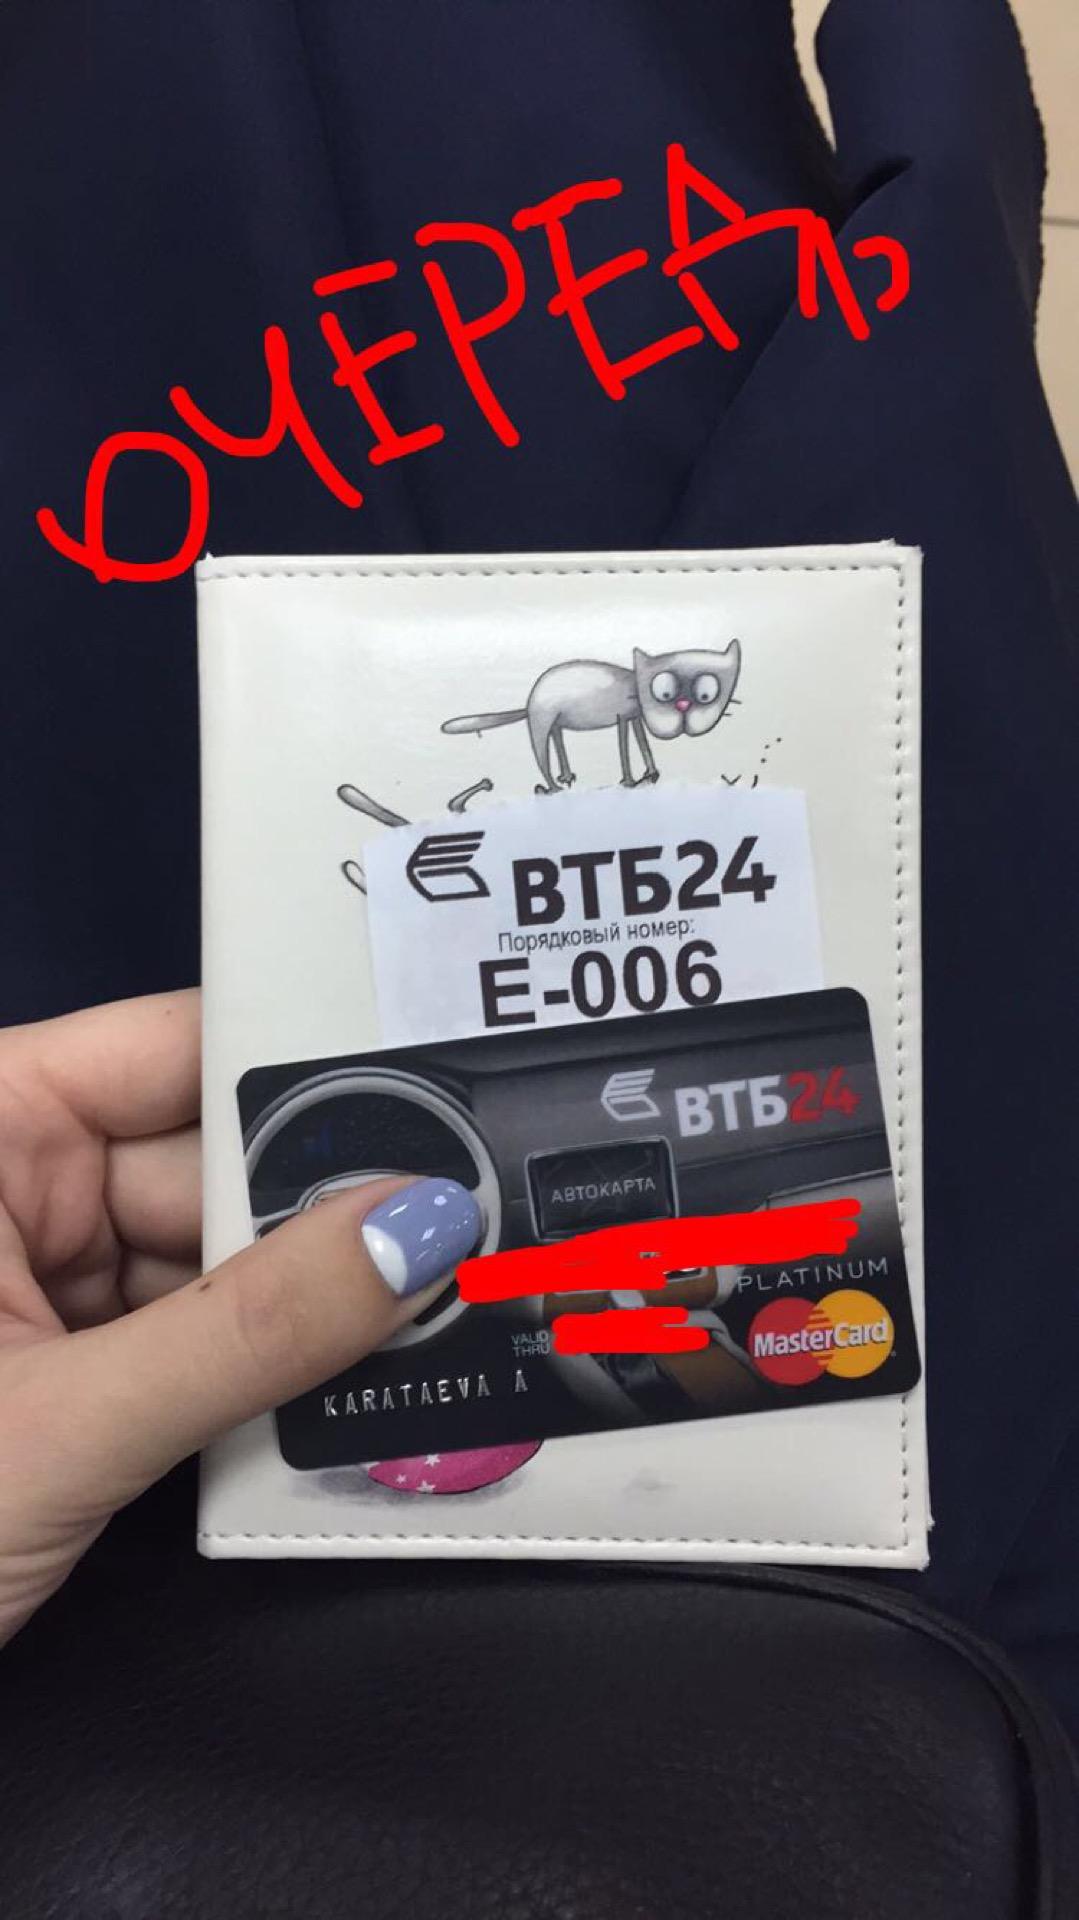 ОЧЕРЕДЬ
ВТБ24
Порядковый номер:
E-006
ВТБ24
АВТОКАРТА
PLATINUM
VALID
THRU
MasterCard
KARATAEVA A